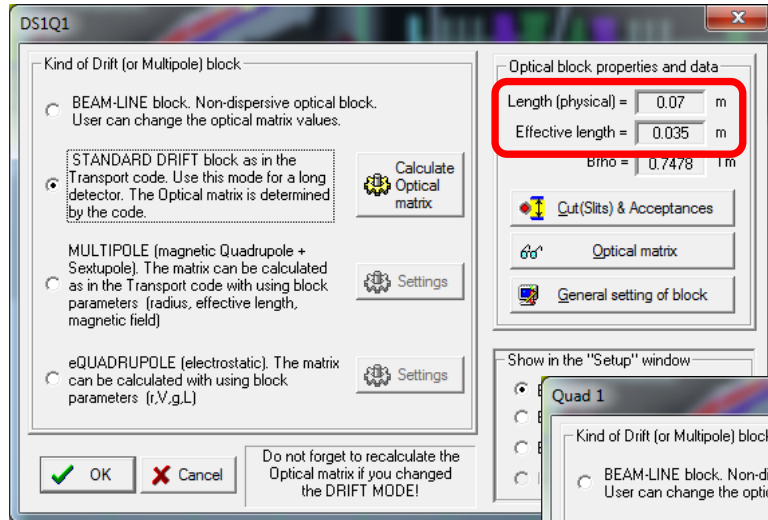 DS1Q1
Kind of Drift (or Multipole) block
BEAM-LINE block. Non-dispersive optical block.
User can change the optical matrix values.
STANDARD DRIFT block as in the
Transport code. Use this mode for a long
detector. The Optical matrix is determined
by the code.
Calculate
Optical
matrix
MULTIPOLE (magnetic Quadrupole +
Sextupole). The matrix can be calculated
as in the Transport code with using block
parameters (radius, effective length,
magnetic field)
Settings
eQUADRUPOLE (electrostatic). The matrix
can be calculated with using block
parameters (r,V,g,L)
Settings
OK
Cancel
Do not forget to recalculate the
Optical matrix if you changed
the DRIFT MODE!
Optical block properties and data
Length (physical) = 0.07 m
Effective length = 0.035 m
Brho = 0.7478 Tm
Cut(Slits) & Acceptances
Optical matrix
General setting of block
Show in the "Setup" window
Quad 1
Kind of Drift (or Multipole) block
BEAM-LINE block. Non-di
User can change the opti